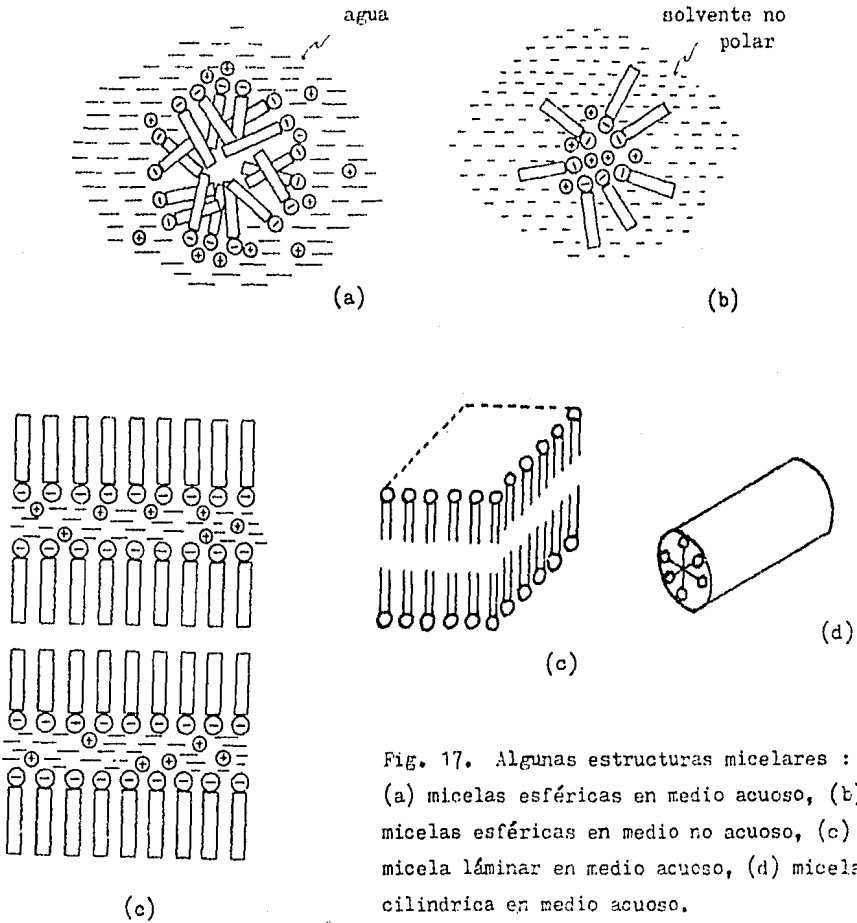 agua
solvente no
polar
(a)
(b)
(c)
(c)
(d)
Fig. 17. Algunas estructuras micelares :
(a) micelas esféricas en medio acuoso, (b)
micelas esféricas en medio no acuoso, (c)
micela láminar en medio acuoso, (d) micela
cilindrica en medio acuoso.